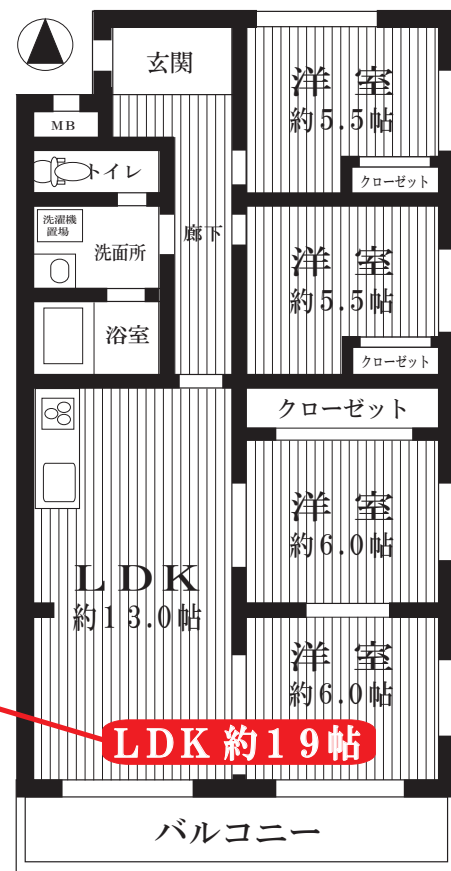 玄関
洋室
約5.5帖
クローゼット
MB
トイレ
洗濯機
置場
洗面所
廊下
洋室
約5.5帖
クローゼット
浴室
クローゼット
洋室
約6.0帖
LDK
約13.0帖
洋室
約6.0帖
LDK 約19帖
バルコニー